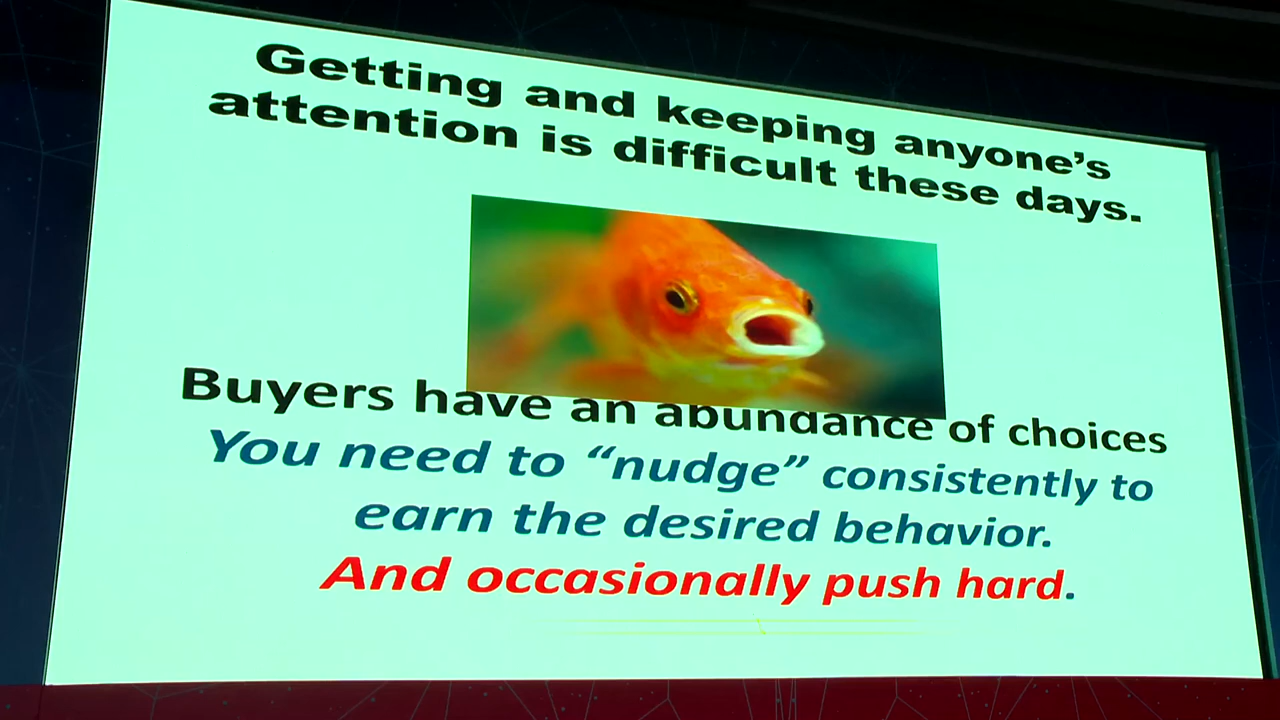 Getting and keeping anyone’s
attention is difficult these days.
Buyers have an abundance of choices
You need to “nudge” consistently to
earn the desired behavior.
And occasionally push hard.